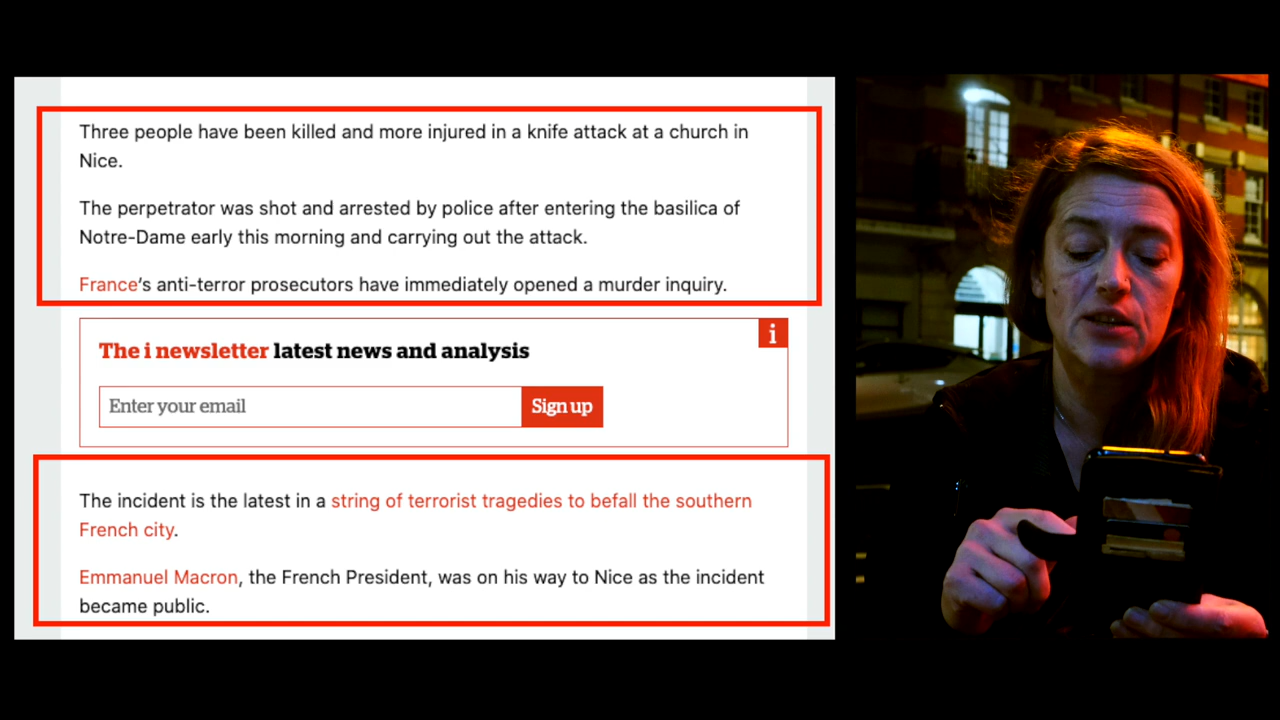 Three people have been killed and more injured in a knife attack at a church in
Nice.
The perpetrator was shot and arrested by police after entering the basilica of
Notre-Dame early this morning and carrying out the attack.
France's anti-terror prosecutors have immediately opened a murder inquiry.
i
The i newsletter latest news and analysis
Enter your email
Sign up
The incident is the latest in a string of terrorist tragedies to befall the southern
French city.
Emmanuel Macron, the French President, was on his way to Nice as the incident
became public.